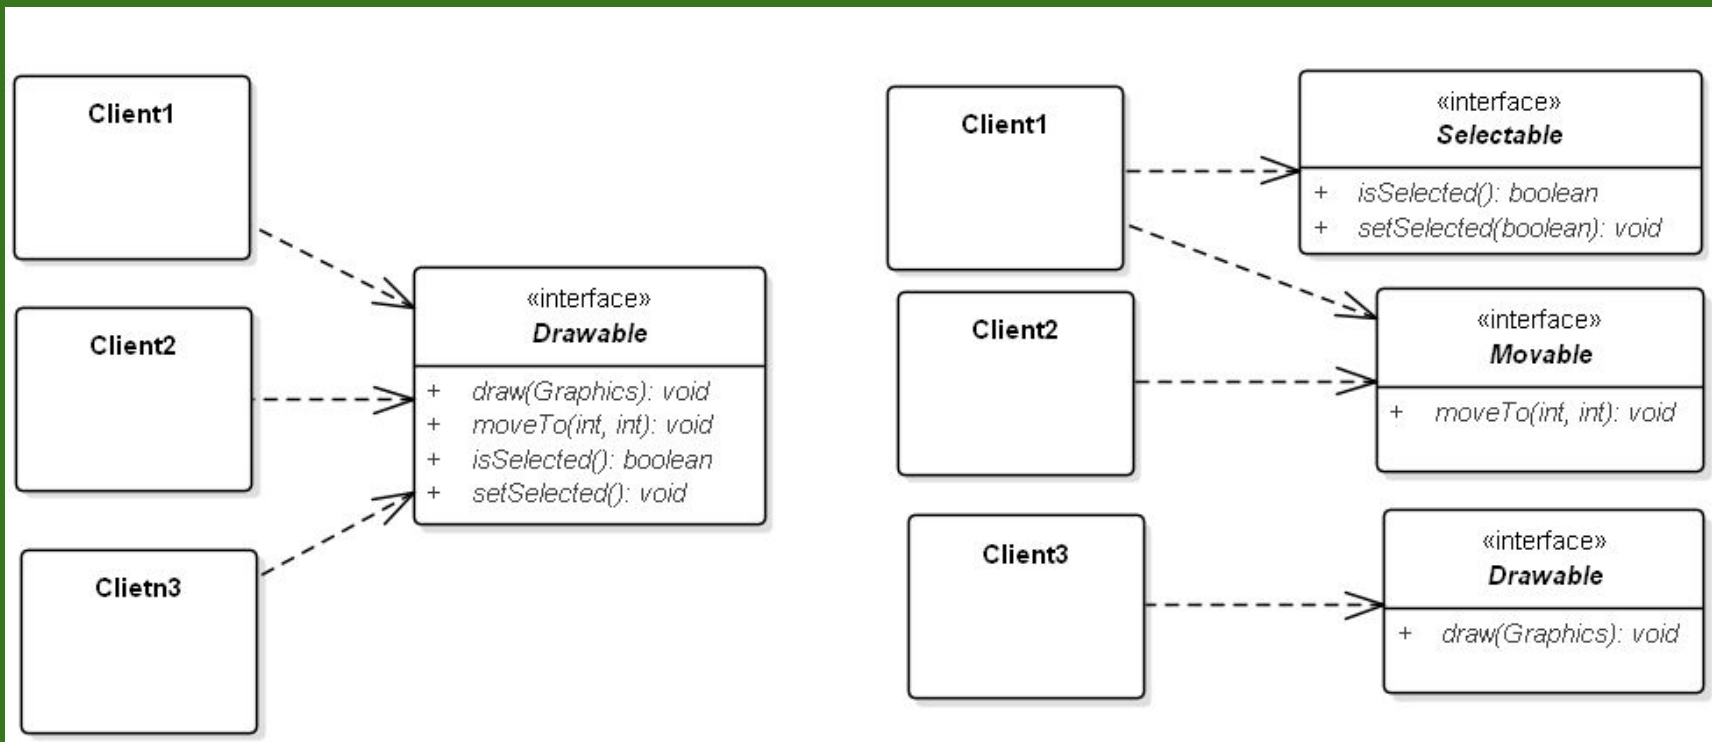 Client1
Client2
Clietn3
«interface»
Drawable
+ draw(Graphics): void
+ moveTo(int, int): void
+ isSelected(): boolean
+ setSelected(): void
Client1
Client2
Client3
«interface»
Selectable
+ isSelected(): boolean
+ setSelected(boolean): void
«interface»
Movable
+ moveTo(int, int): void
«interface»
Drawable
+ draw(Graphics): void